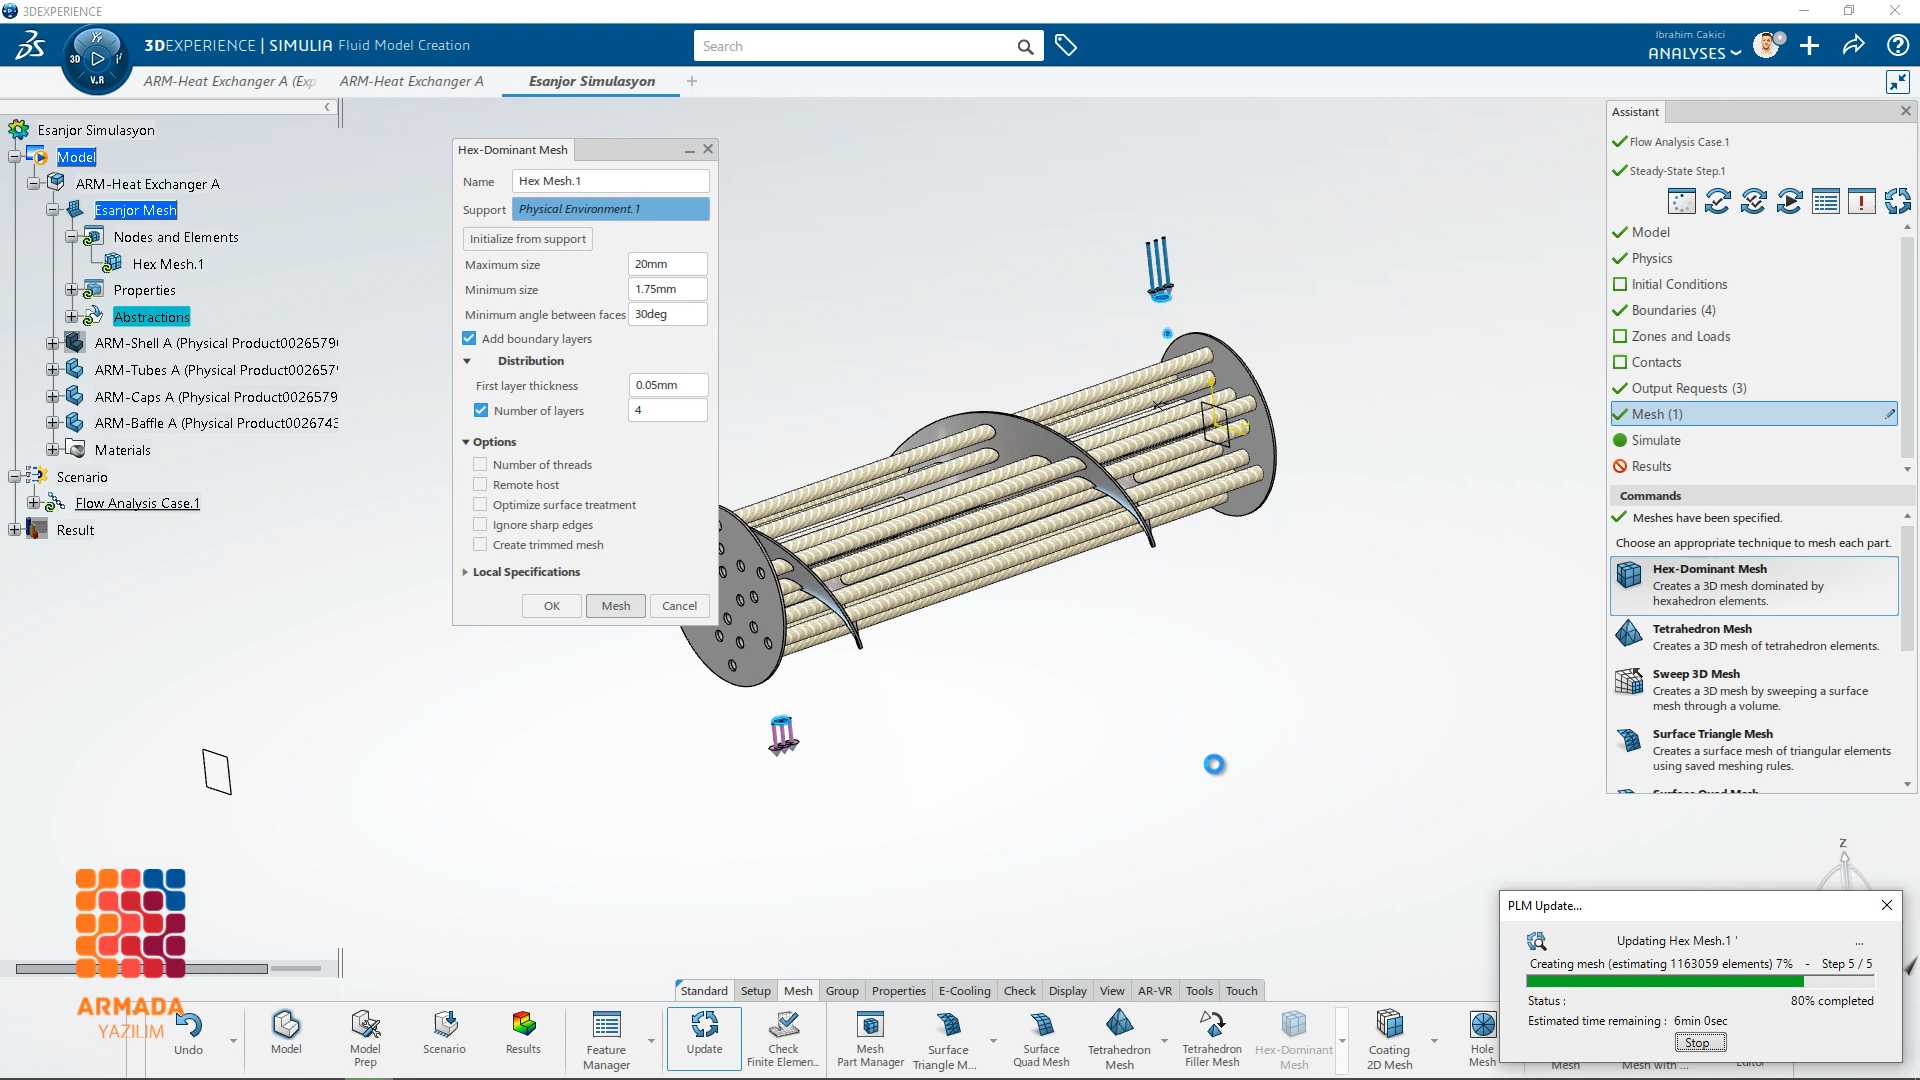 3DEXPERIENCE
3DEXPERIENCE | SIMULIA Fluid Model Creation
Search
Ibrahim Cakici
ANALYSES
3D
V.R
ARM-Heat Exchanger A (Exp
ARM-Heat Exchanger A
Esanjor Simulasyon
Esanjor Simulasyon
Model
ARM-Heat Exchanger A
Esanjor Mesh
Nodes and Elements
Hex Mesh.1
Properties
Abstractions
ARM-Shell A (Physical Product0026579
ARM-Tubes A (Physical Product002657
ARM-Caps A (Physical Product0026579
ARM-Baffle A (Physical Product0026743
Materials
Scenario
Flow Analysis Case.1
Result
Hex-Dominant Mesh
Name Hex Mesh.1
Support Physical Environment.1
Initialize from support
Maximum size 20mm
Minimum size 1.75mm
Minimum angle between faces 30deg
Add boundary layers
Distribution
First layer thickness 0.05mm
Number of layers 4
Options
Number of threads
Remote host
Optimize surface treatment
Ignore sharp edges
Create trimmed mesh
Local Specifications
OK Mesh Cancel
Assistant
Flow Analysis Case.1
Steady-State Step.1
Model
Physics
Initial Conditions
Boundaries (4)
Zones and Loads
Contacts
Output Requests (3)
Mesh (1)
Simulate
Results
Commands
Meshes have been specified.
Choose an appropriate technique to mesh each part.
Hex-Dominant Mesh
Creates a 3D mesh dominated by
hexahedron elements.
Tetrahedron Mesh
Creates a 3D mesh of tetrahedron elements.
Sweep 3D Mesh
Creates a 3D mesh by sweeping a surface
mesh through a volume.
Surface Triangle Mesh
Creates a surface mesh of triangular elements
using saved meshing rules.
Surface Quad Mesh
Z
PLM Update...
Updating Hex Mesh.1 ' ...
Creating mesh (estimating 1163059 elements) 7% - Step 5 / 5
Status : 80% completed
Estimated time remaining : 6min 0sec
Stop
ARMADA
YAZILIM
Standard Setup Mesh Group Properties E-Cooling Check Display View AR-VR Tools Touch
Undo
Model
Model
Prep
Scenario
Results
Feature
Manager
Update
Check
Finite Elemen...
Mesh
Part Manager
Surface
Triangle M...
Surface
Quad Mesh
Tetrahedron
Mesh
Tetrahedron
Filler Mesh
Hex-Dominant
Mesh
Coating
2D Mesh
Hole
Mesh
Mesh
Mesh with ...
Editor